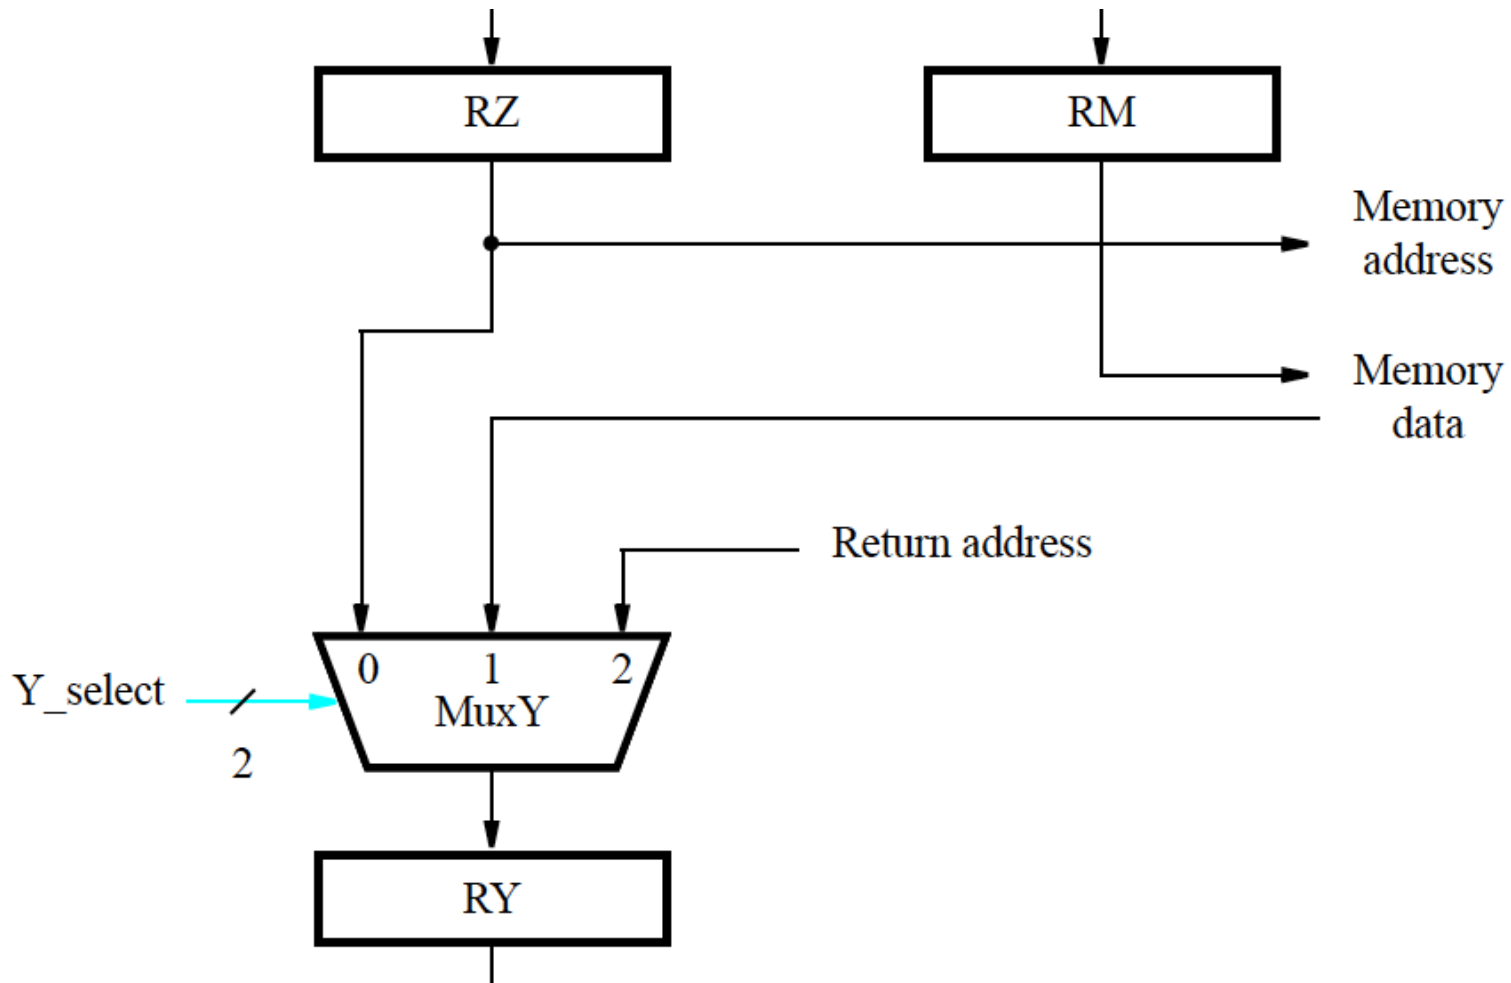 RZ
RM
Memory
address
Memory
data
Return address
0 1 2
Y_select
MuxY
2
RY